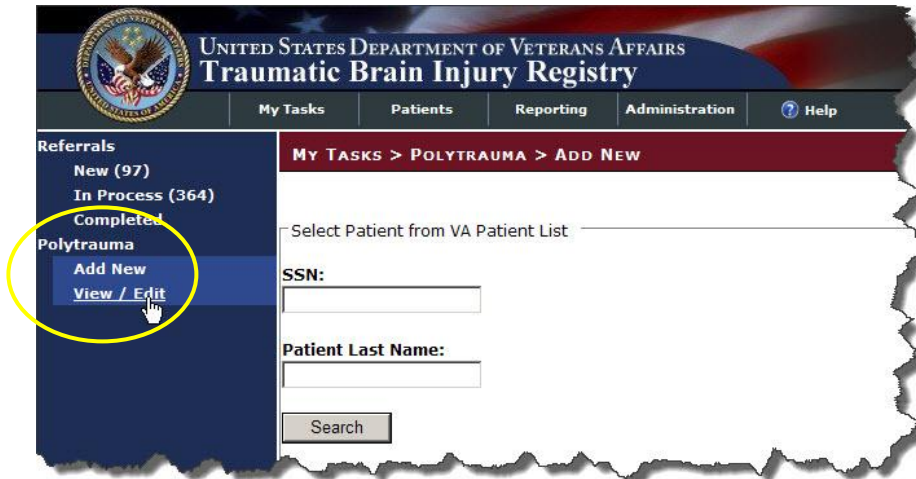 UNITED STATES DEPARTMENT OF VETERANS AFFAIRS
Traumatic Brain Injury Registry
My Tasks Patients Reporting Administration ? Help
Referrals
New (97)
In Process (364)
Completed
Polytrauma
Add New
View / Edit
MY TASKS > POLYTRAUMA > ADD NEW
Select Patient from VA Patient List
SSN:
Patient Last Name:
Search